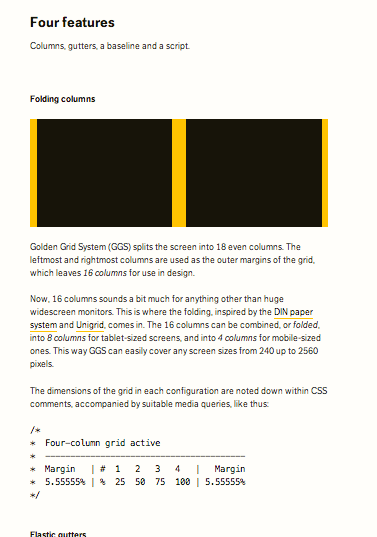 Four features
Columns, gutters, a baseline and a script.
Folding columns
Golden Grid System (GGS) splits the screen into 18 even columns. The
leftmost and rightmost columns are used as the outer margins of the grid,
which leaves 16 columns for use in design.
Now, 16 columns sounds a bit much for anything other than huge
widescreen monitors. This is where the folding, inspired by the DIN paper
system and Unigrid, comes in. The 16 columns can be combined, or folded,
into 8 columns for tablet-sized screens, and into 4 columns for mobile-sized
ones. This way GGS can easily cover any screen sizes from 240 up to 2560
pixels.
The dimensions of the grid in each configuration are noted down within CSS
comments, accompanied by suitable media queries, like thus:
/*
*  Four-column grid active
*  ----------------------------------------
*  Margin   | #  1   2   3   4   |   Margin
*  5.55555% | %  25  50  75  100 | 5.55555%
*/
Elastic gutters